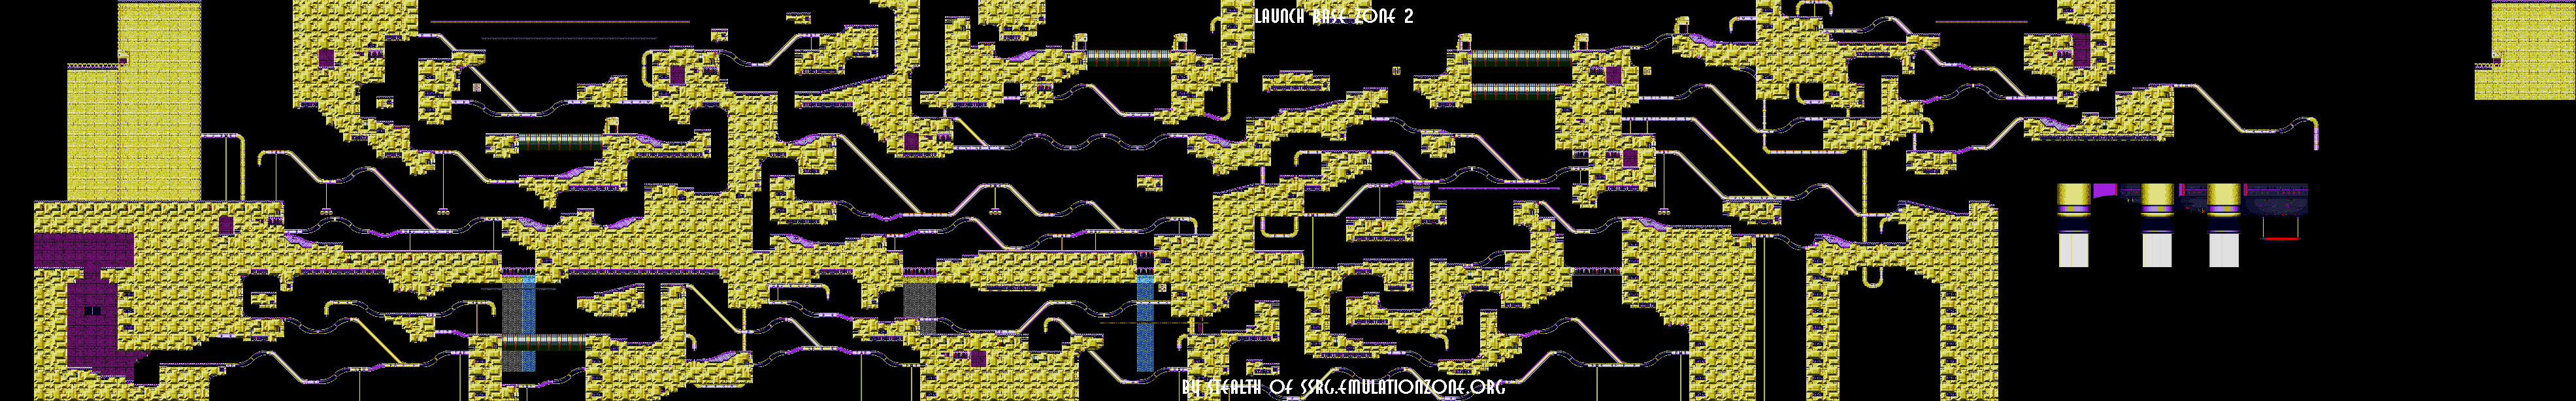 LAUNCH BASE ZONE 2
BY STEALTH OF SSRG.EMULATIONZONE.ORG